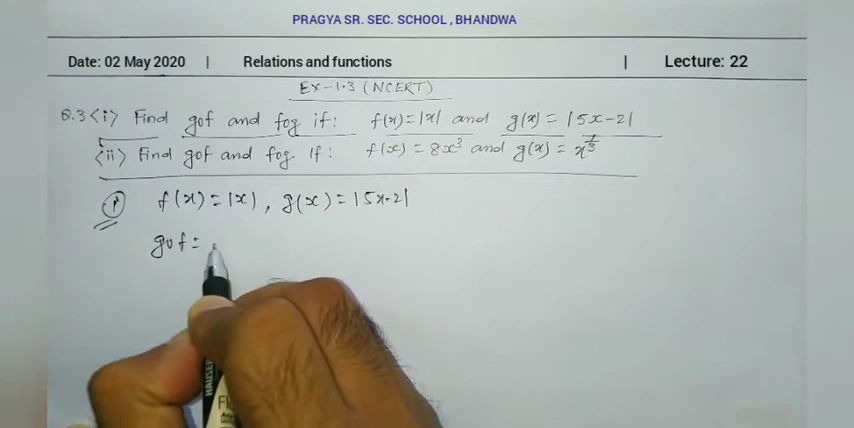 PRAGYA SR. SEC. SCHOOL , BHANDWA
Date: 02 May 2020 | Relations and functions | Lecture: 22
Ex-1.3 (NCERT)
Q.3 <i> Find gof and fog if: f(x) = |x| and g(x) = |5x-2|
<ii> Find gof and fog If: f(x) = 8x³ and g(x) = x^1/3
① f(x) = |x|, g(x) = |5x-2|
gof =